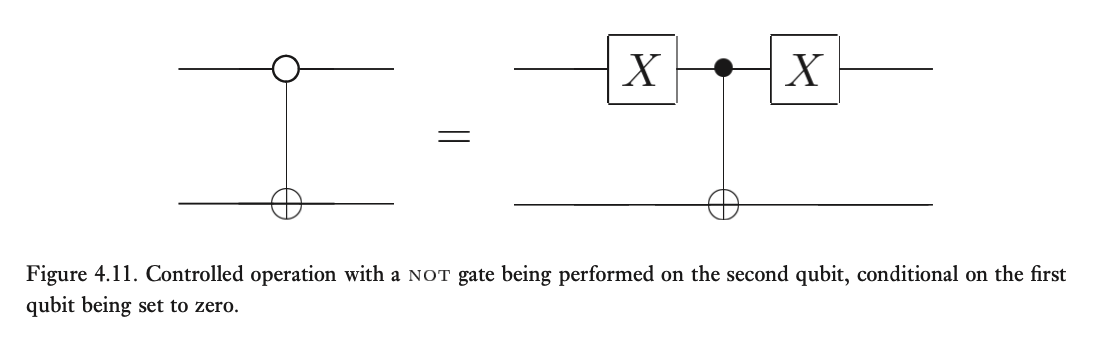 X X
=
Figure 4.11. Controlled operation with a NOT gate being performed on the second qubit, conditional on the first
qubit being set to zero.